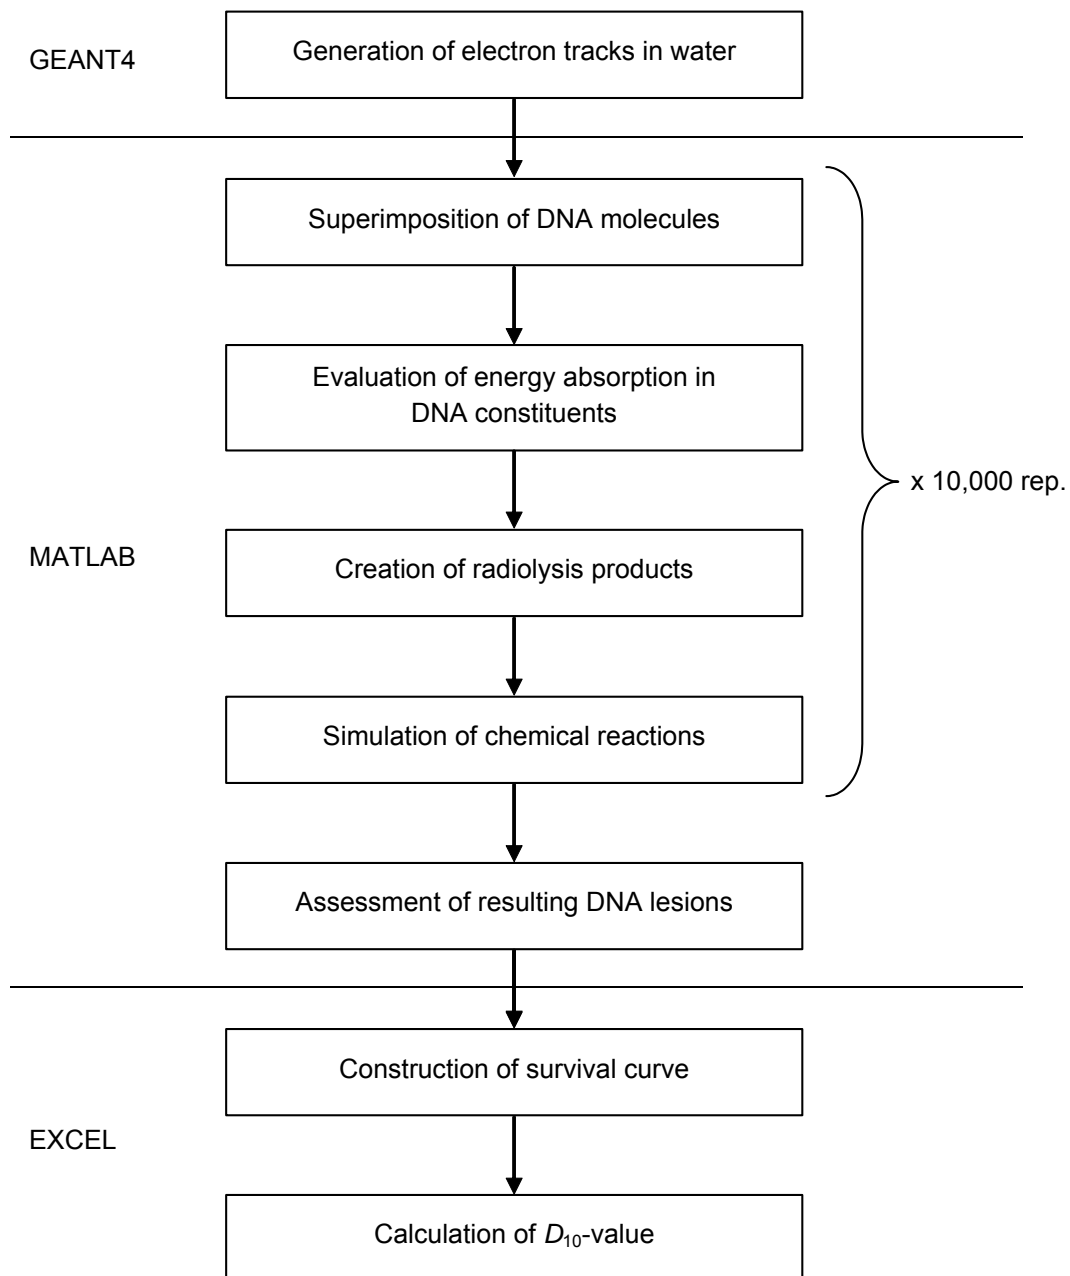 GEANT4
Generation of electron tracks in water
Superimposition of DNA molecules
Evaluation of energy absorption in
DNA constituents
x 10,000 rep.
MATLAB
Creation of radiolysis products
Simulation of chemical reactions
Assessment of resulting DNA lesions
Construction of survival curve
EXCEL
Calculation of D10-value